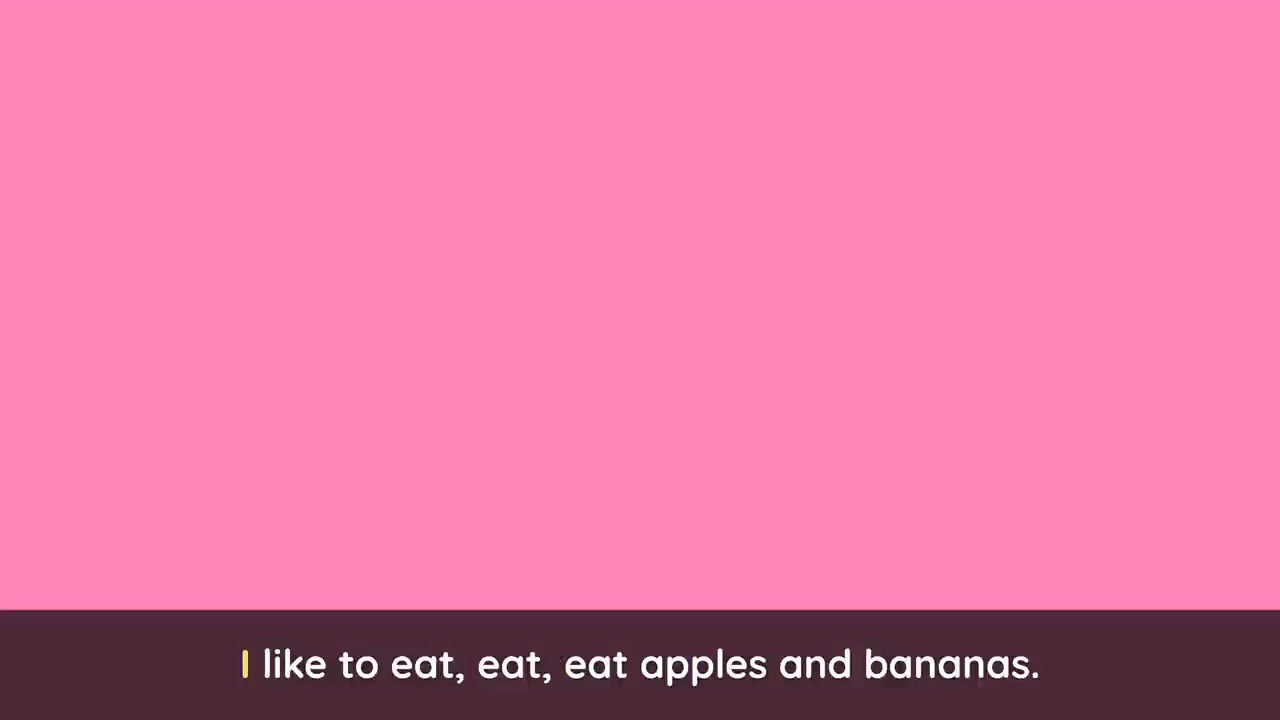 I like to eat, eat, eat apples and bananas.